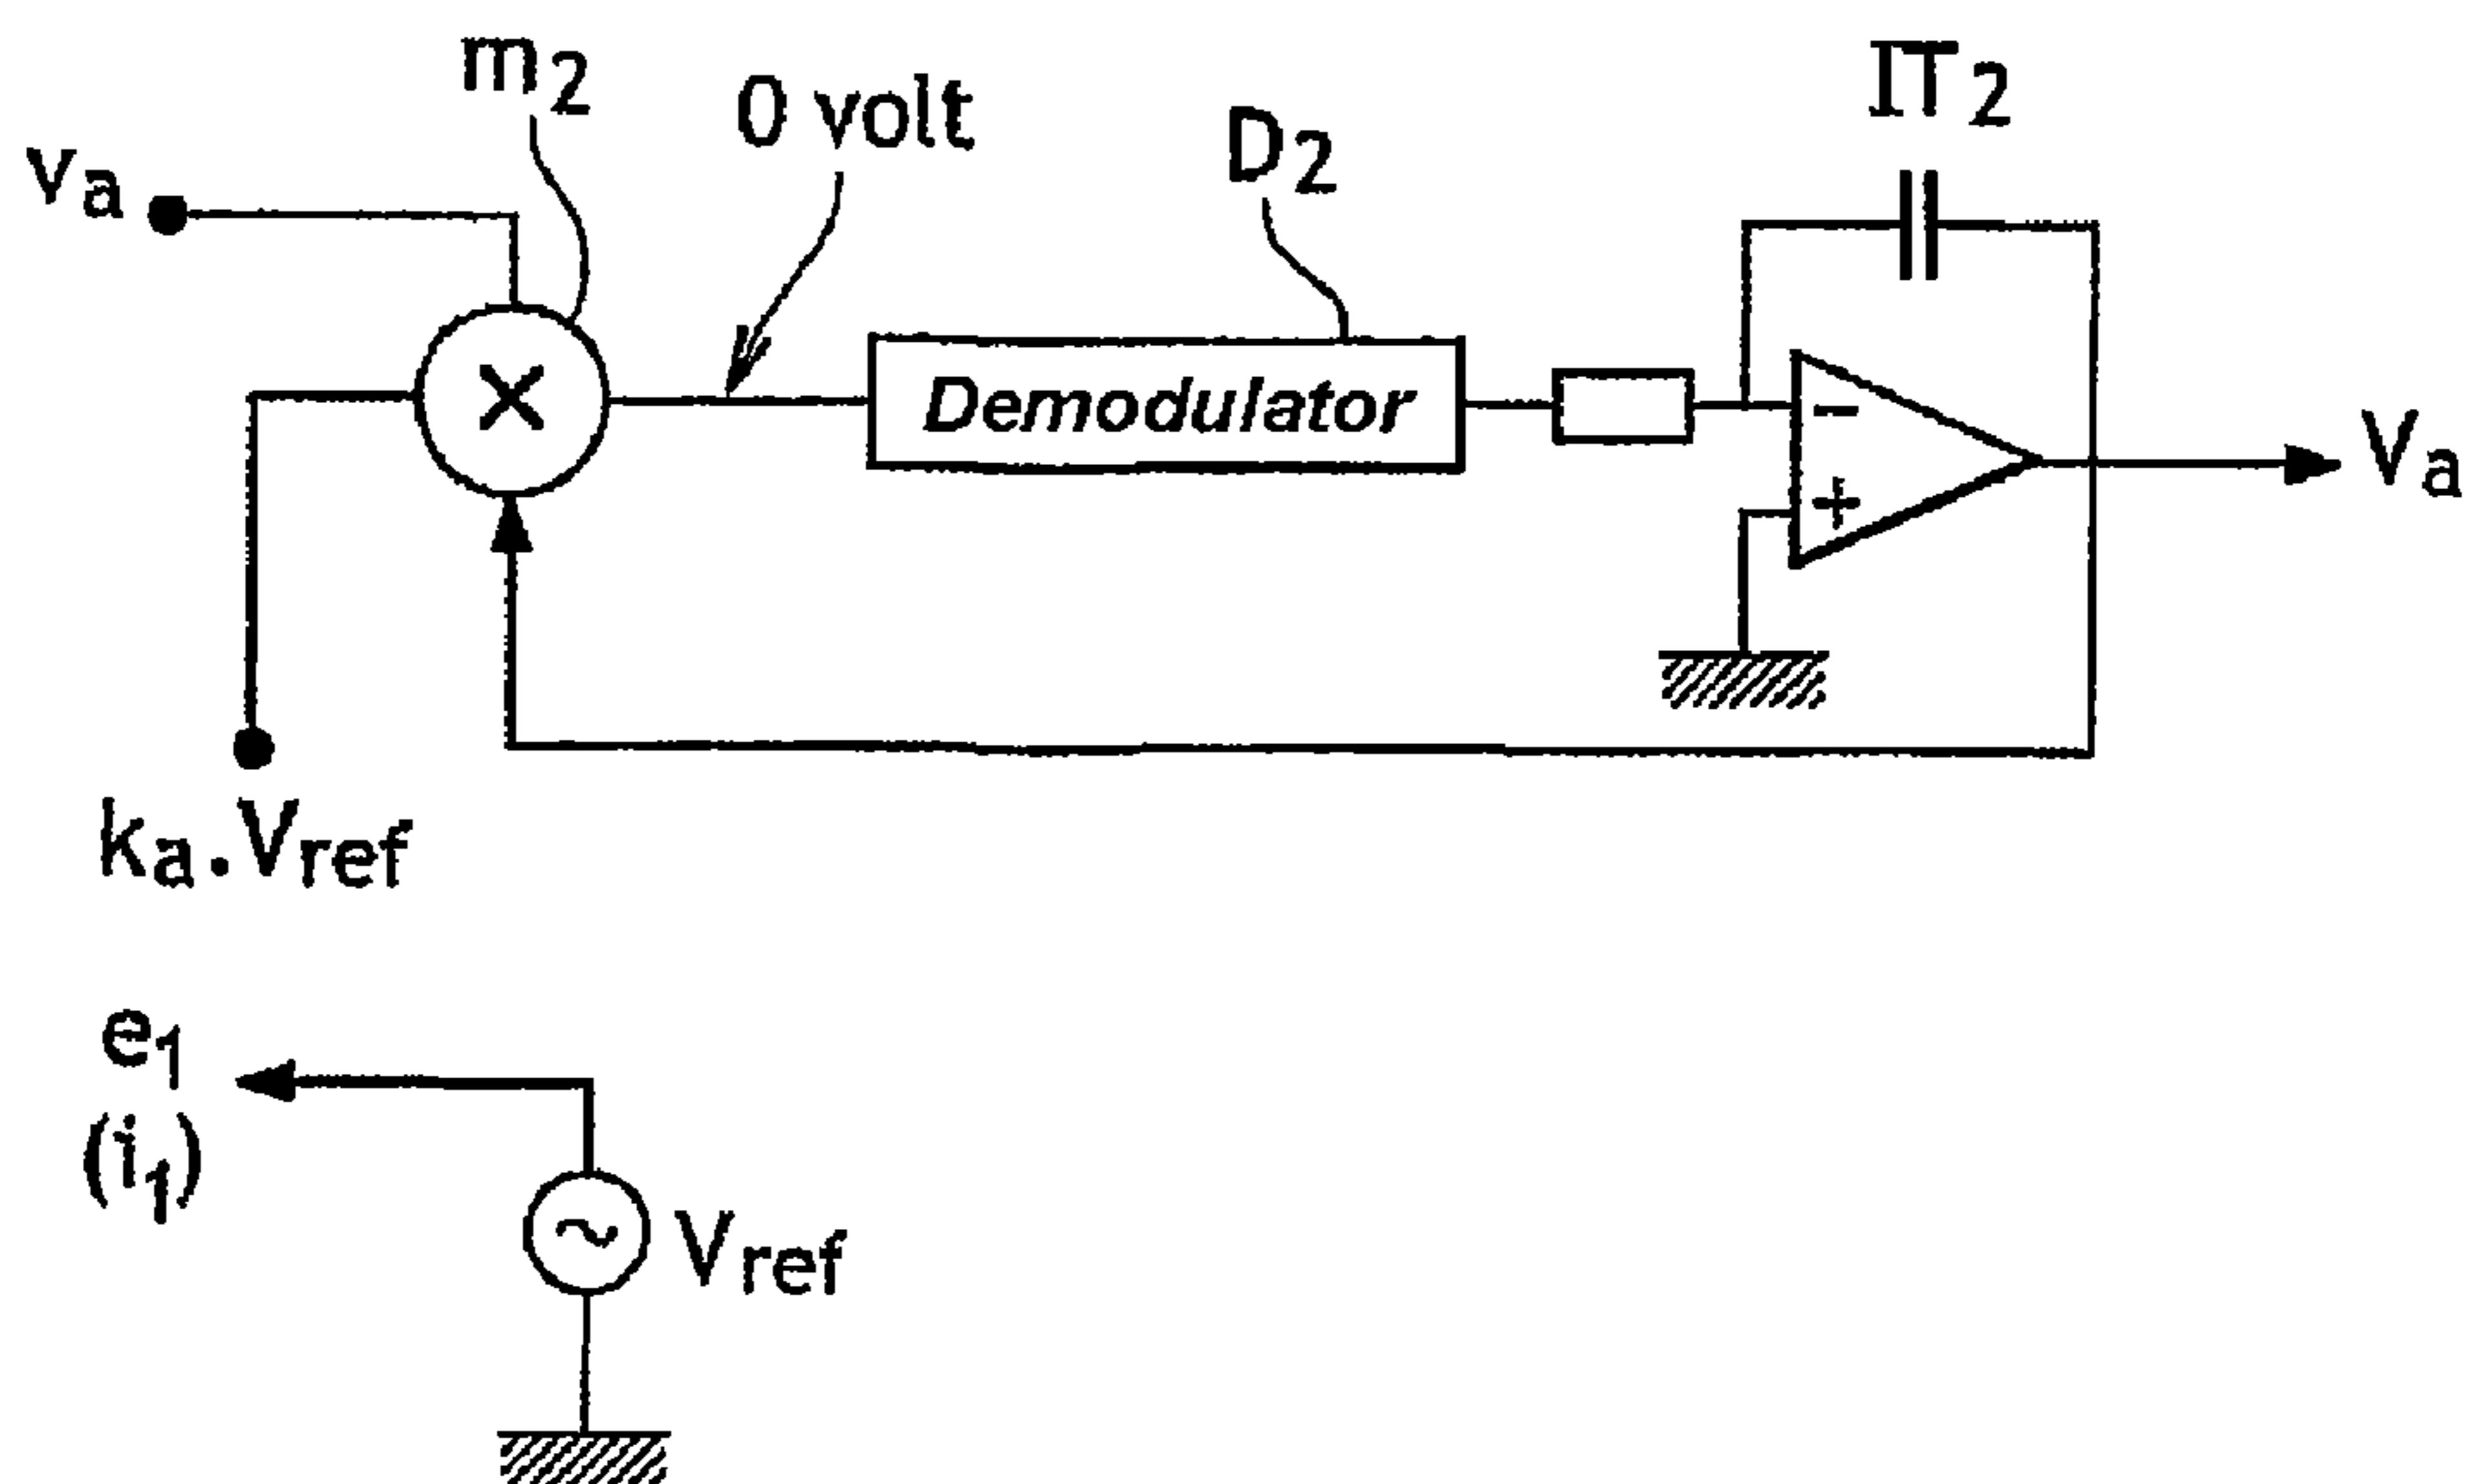 m2
0 volt
IT2
va
D2
×
Demodulator
−
+
Va
ka.Vref
e1
(i1)
~
Vref